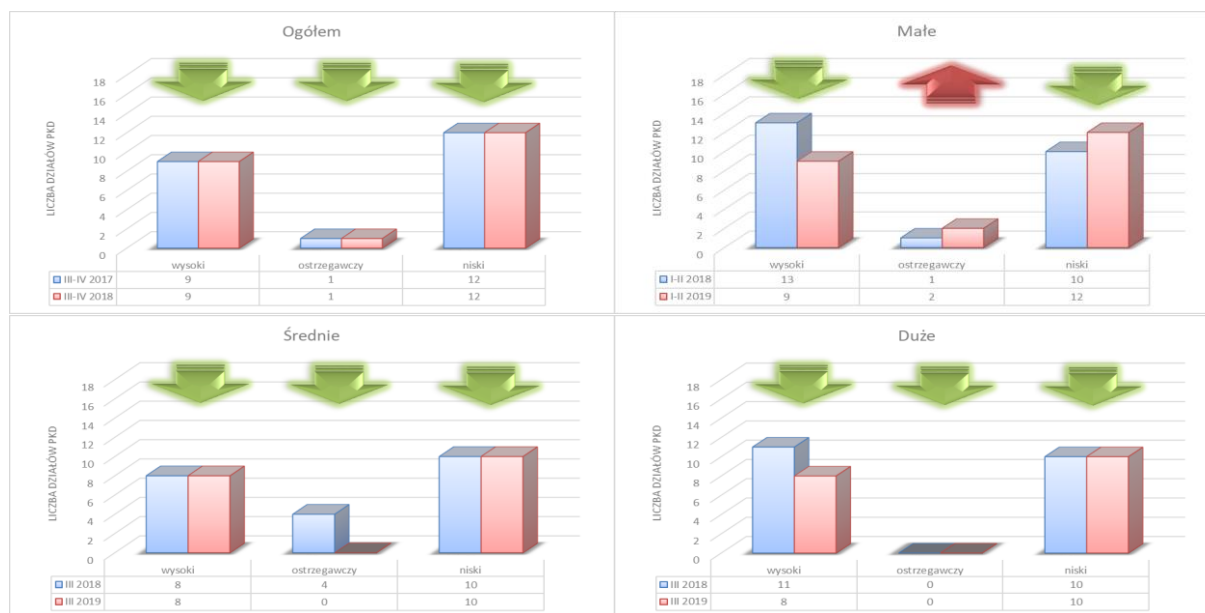 Ogółem
LICZBA DZIAŁÓW PKD
18
16
14
12
10
8
6
4
2
0
wysoki ostrzegawczy niski
III-IV 2017 9 1 12
III-IV 2018 9 1 12
Małe
LICZBA DZIAŁÓW PKD
18
16
14
12
10
8
6
4
2
0
wysoki ostrzegawczy niski
I-II 2018 13 1 10
I-II 2019 9 2 12
Średnie
LICZBA DZIAŁÓW PKD
18
16
14
12
10
8
6
4
2
0
wysoki ostrzegawczy niski
III 2018 8 4 10
III 2019 8 0 10
Duże
LICZBA DZIAŁÓW PKD
18
16
14
12
10
8
6
4
2
0
wysoki ostrzegawczy niski
III 2018 11 0 10
III 2019 8 0 10